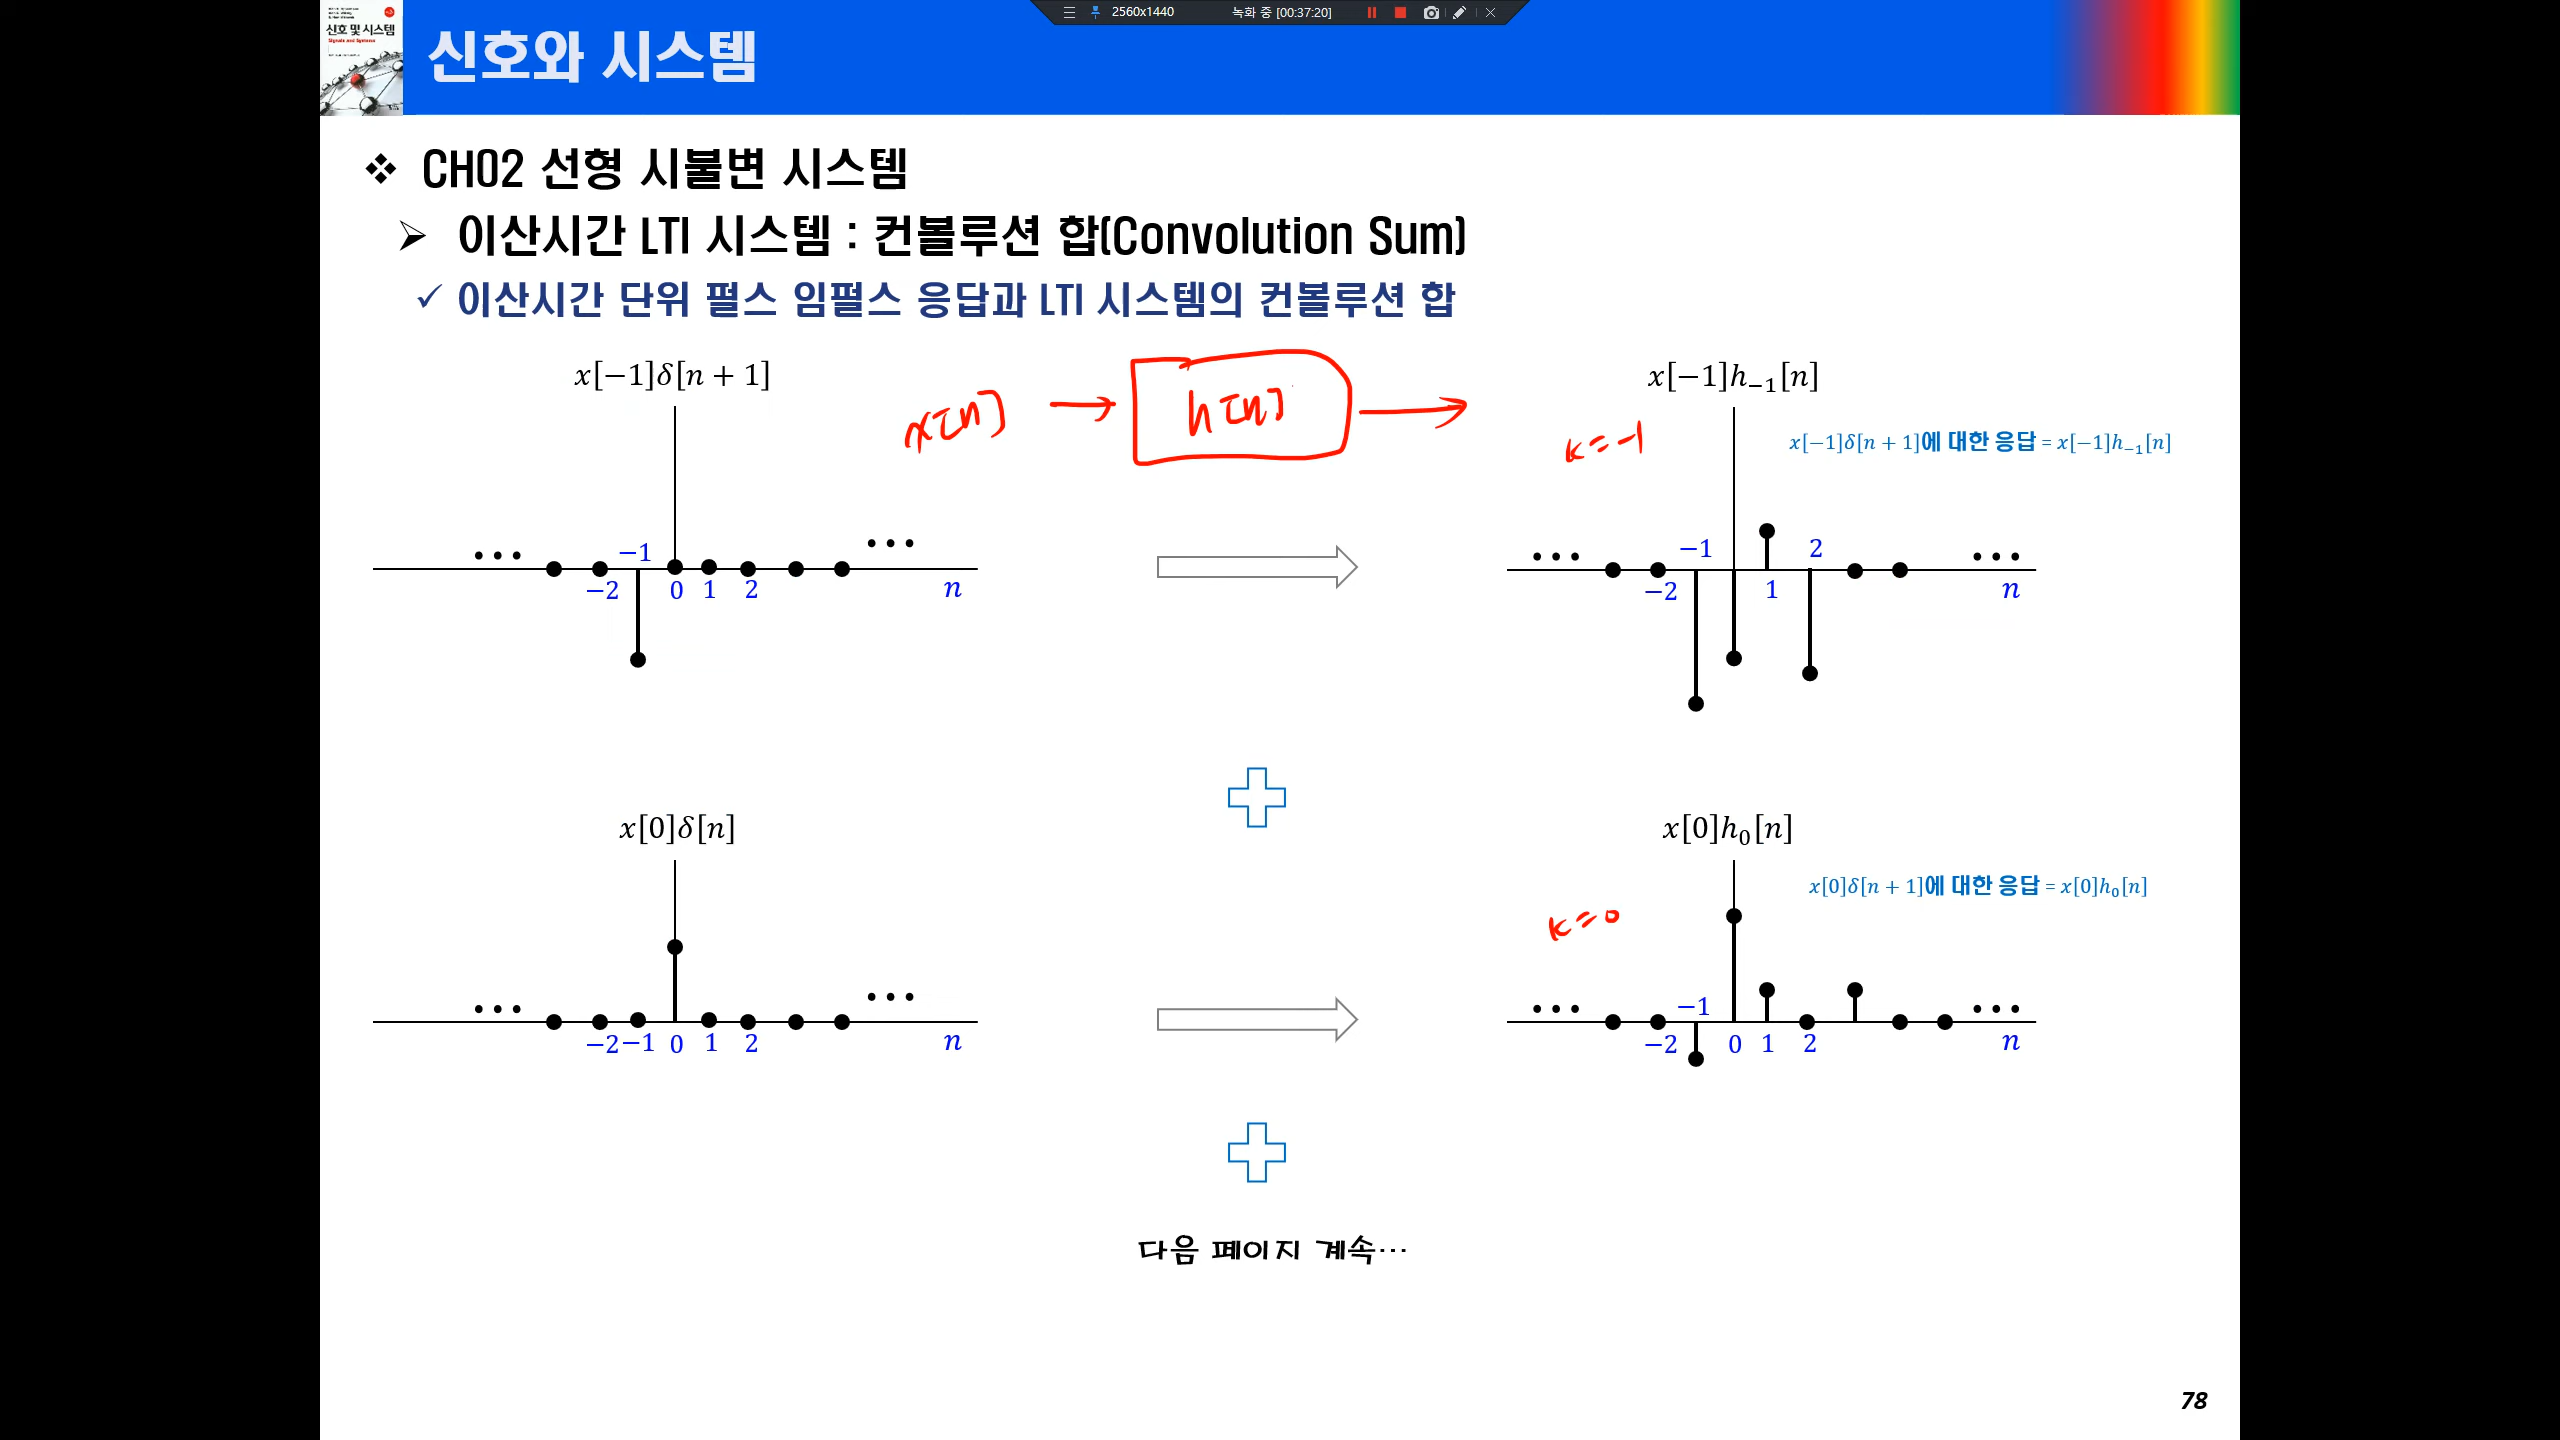 2560x1440 녹화 중 [00:37:20]
신호 및 시스템
Signals and Systems
신호와 시스템
❖ CH02 선형 시불변 시스템
➢ 이산시간 LTI 시스템 : 컨볼루션 합(Convolution Sum)
✓ 이산시간 단위 펄스 임펄스 응답과 LTI 시스템의 컨볼루션 합
x[−1]δ[n + 1]
x[n] → h[n] →
x[−1]h₋₁[n]
k=-1
x[−1]δ[n + 1]에 대한 응답 = x[−1]h₋₁[n]
••• −1 •••
−2 0 1 2 n
••• −1 2 •••
−2 1 n
x[0]δ[n]
x[0]h₀[n]
x[0]δ[n + 1]에 대한 응답 = x[0]h₀[n]
k=0
••• •••
−2 −1 0 1 2 n
••• −1 •••
−2 0 1 2 n
다음 페이지 계속…
78